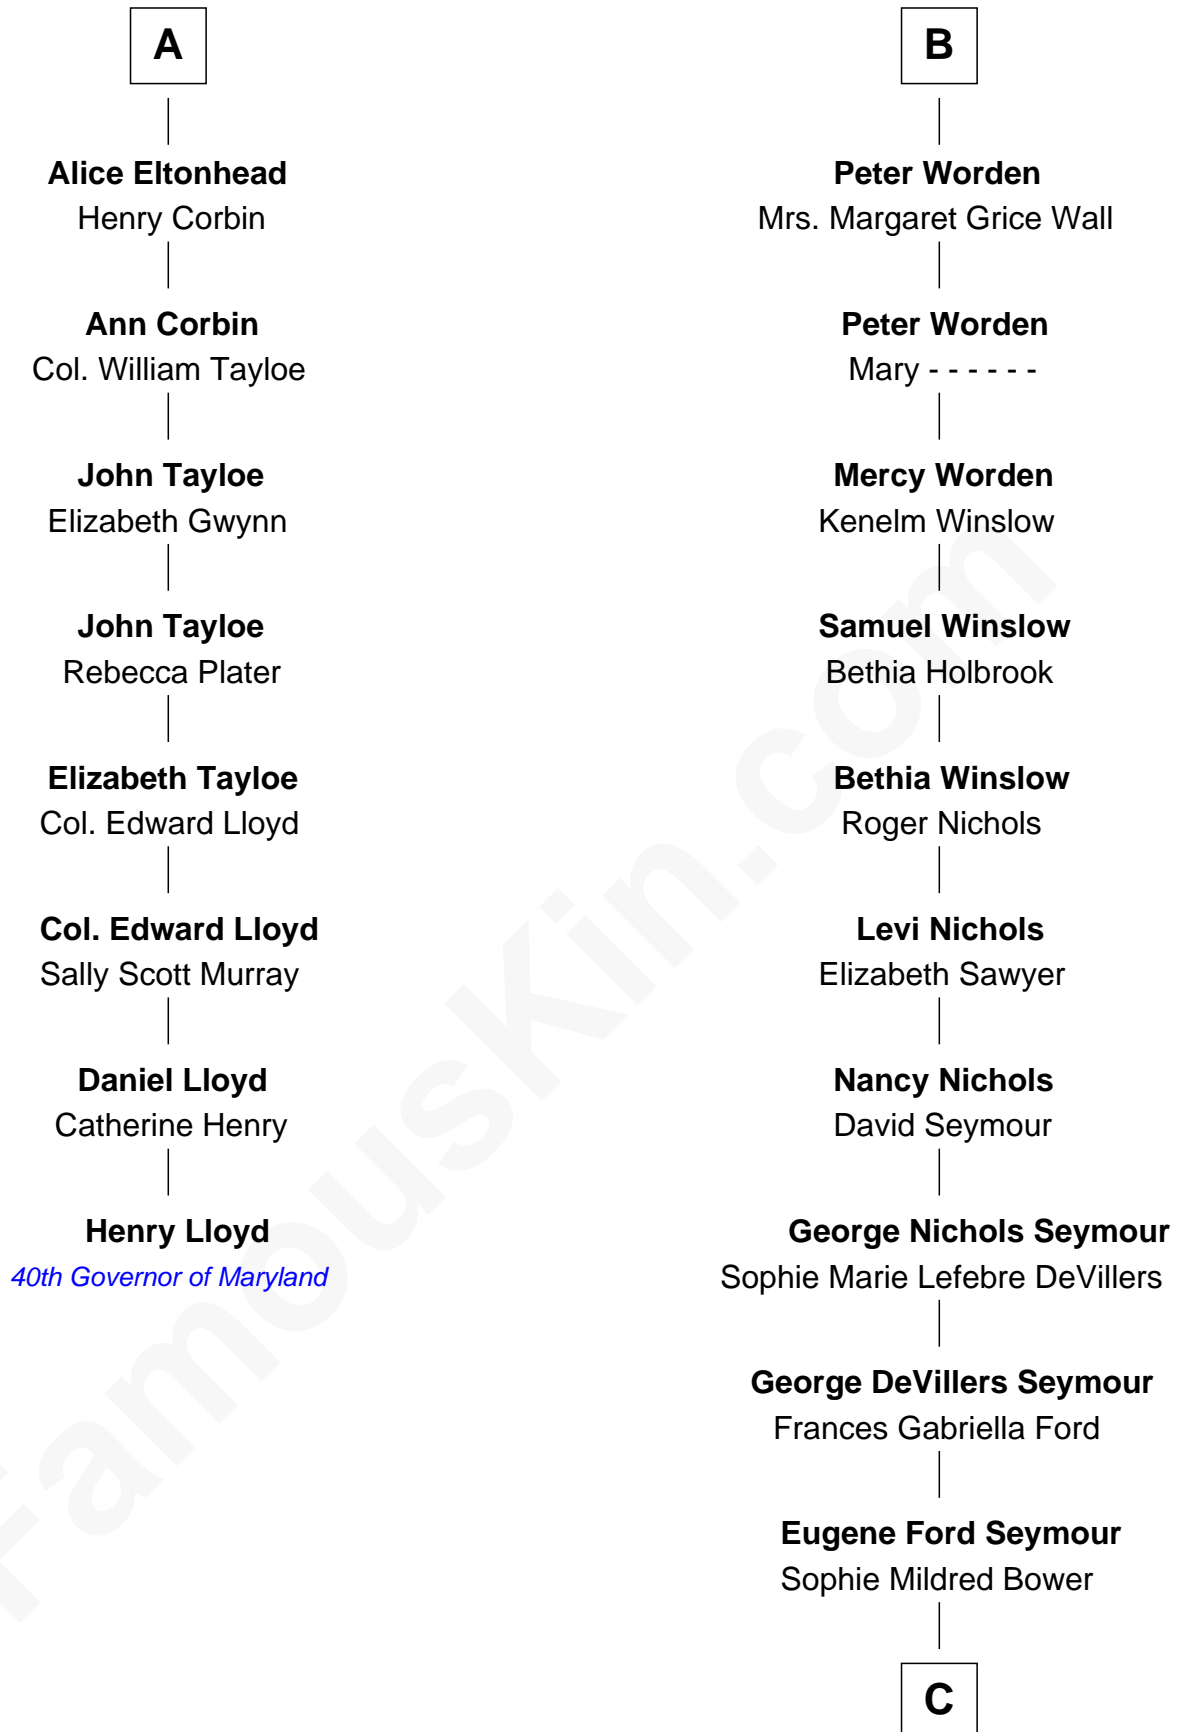 A
Alice Eltonhead
Henry Corbin
Ann Corbin
Col. William Tayloe
John Tayloe
Elizabeth Gwynn
John Tayloe
Rebecca Plater
Elizabeth Tayloe
Col. Edward Lloyd
Col. Edward Lloyd
Sally Scott Murray
Daniel Lloyd
Catherine Henry
Henry Lloyd
40th Governor of Maryland
B
Peter Worden
Mrs. Margaret Grice Wall
Peter Worden
Mary - - - - - -
Mercy Worden
Kenelm Winslow
Samuel Winslow
Bethia Holbrook
Bethia Winslow
Roger Nichols
Levi Nichols
Elizabeth Sawyer
Nancy Nichols
David Seymour
George Nichols Seymour
Sophie Marie Lefebre DeVillers
George DeVillers Seymour
Frances Gabriella Ford
Eugene Ford Seymour
Sophie Mildred Bower
C
FamousKin.com